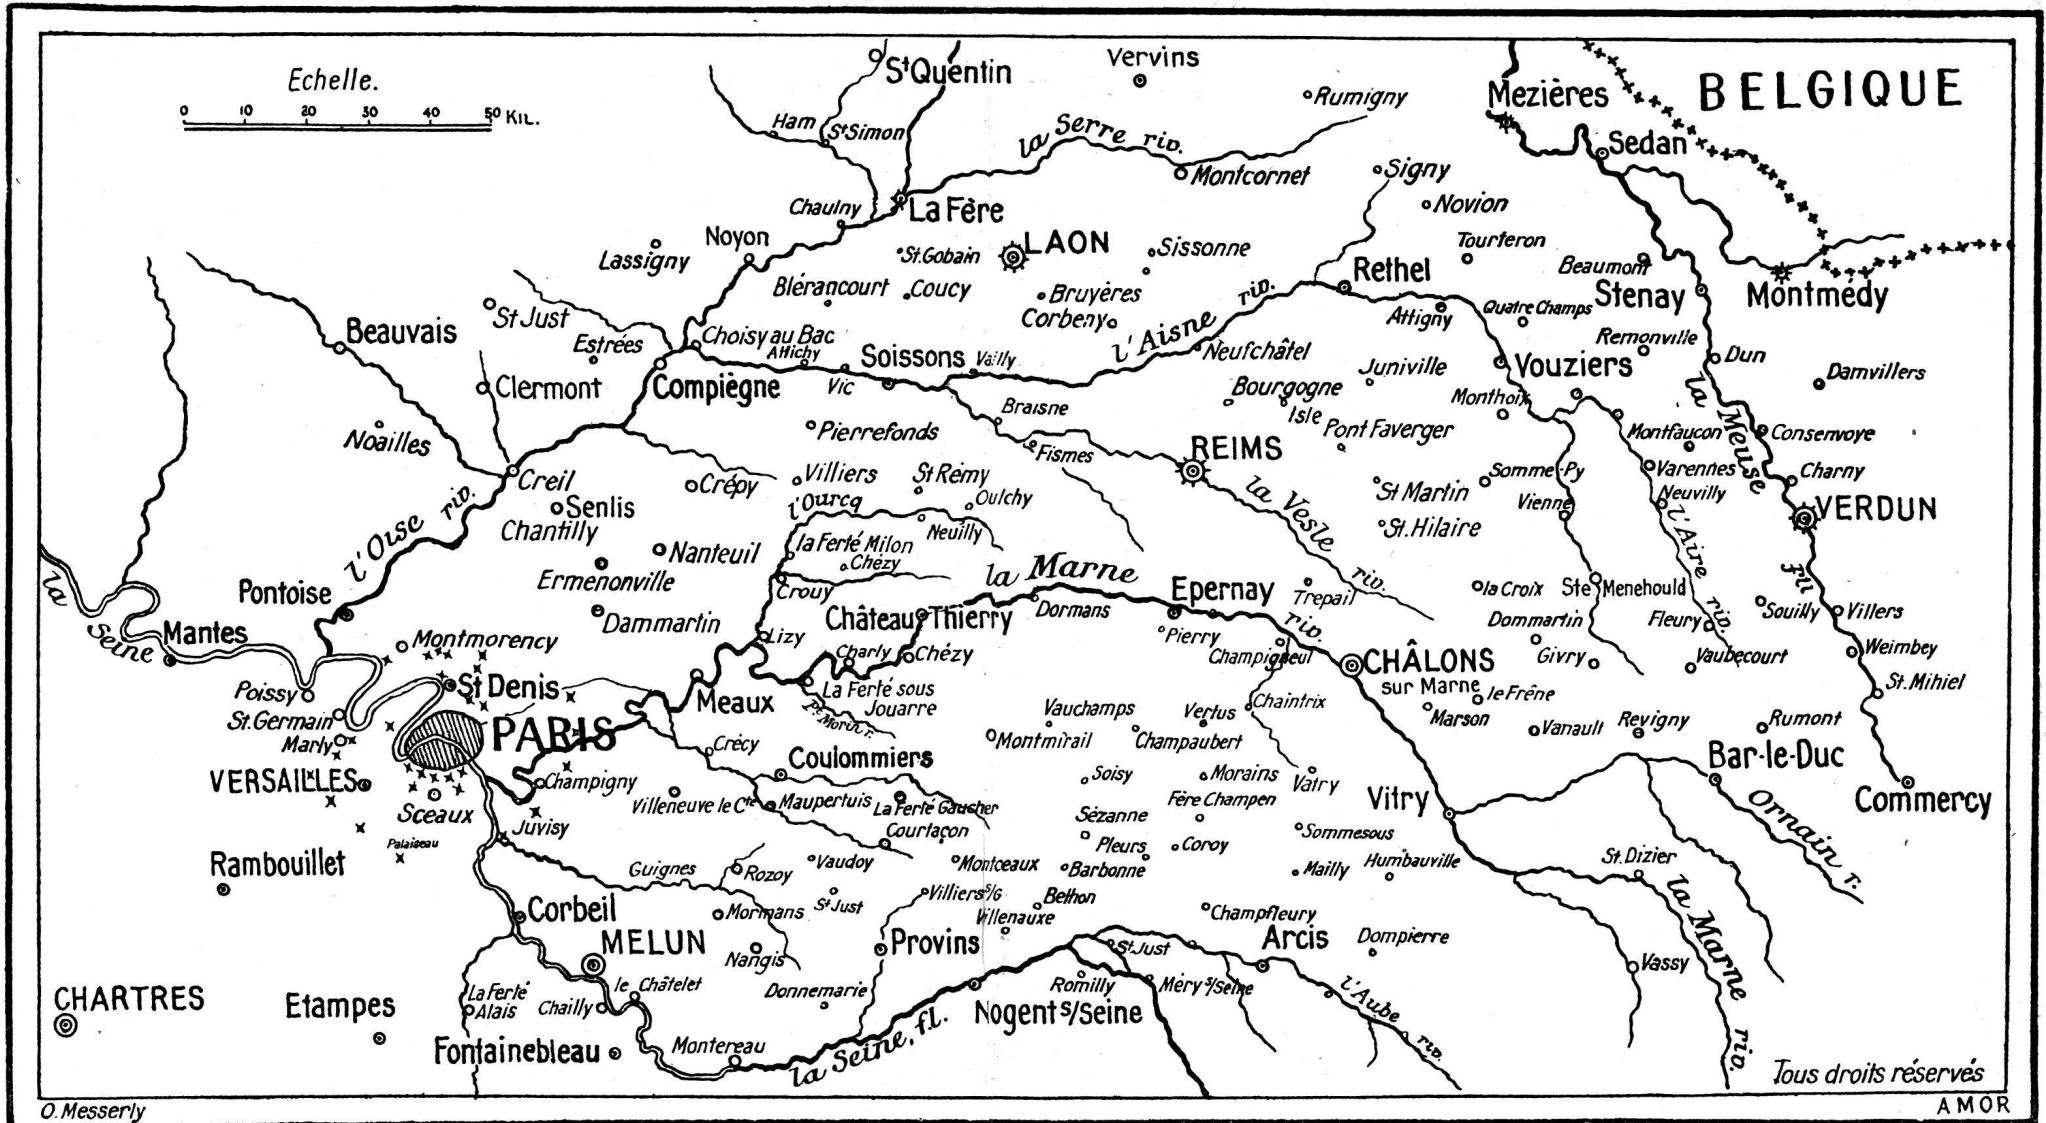 Echelle.
0 10 20 30 40 50 KIL.
St Quentin
Vervins
Rumigny
Mezières
BELGIQUE
Ham
St Simon
la Serre riv.
Sedan
Montcornet
Signy
Chaulny
La Fère
Novion
Noyon
LAON
Sissonne
Tourteron
Lassigny
St. Gobain
Beaumont
Rethel
Blérancourt
Coucy
Bruyères
Stenay
Montmédy
St Just
Corbeny
l'Aisne riv.
Attigny
Quatre Champs
Beauvais
Estrées
Choisy au Bac
Attichy
Soissons
Vailly
Neufchâtel
Remonville
Vouziers
Dun
Juniville
Damvillers
Clermont
Compiègne
Vic
Bourgogne
Isle
Monthois
la Meuse Fl.
Noailles
Pierrefonds
Braisne
Pont Faverger
Montfaucon
Consenvoye
Fismes
REIMS
Creil
Crépy
Villiers
St Rémy
Somme-Py
Varennes
Charny
Senlis
l'Ourcq
Oulchy
la Vesle riv.
St Martin
Vienne
Neuvilly
VERDUN
Chantilly
Neuilly
St. Hilaire
l'Oise riv.
Nanteuil
la Ferté Milon
Chézy
l'Aire riv.
Ermenonville
la Marne riv.
Crouy
Epernay
Trepail
la Croix
Ste Menehould
Pontoise
Dammartin
Château Thierry
Dormans
Souilly
Villers
la Seine
Mantes
Montmorency
Lizy
Pierry
Dommartin
Fleury
Charly
Chézy
Champigneul
CHÂLONS
sur Marne
Givry
Vaubecourt
Weimbey
Poissy
St Denis
Meaux
La Ferté sous
Jouarre
le Frêne
St. Mihiel
St. Germain
Pt Morin r.
Vauchamps
Vertus
Chaintrix
Marson
Vanault
Revigny
Rumont
Marly
PARIS
Crécy
Montmirail
Champaubert
Coulommiers
Bar-le-Duc
VERSAILLES
Champigny
Soisy
Morains
Vatry
Vitry
Commercy
Sceaux
Villeneuve le Cte
Maupertuis
La Ferté Gaucher
Fère Champen
Ornain r.
Juvisy
Courtaçon
Sézanne
Sommesous
Palaiseau
Pleurs
Coroy
Rambouillet
Guignes
Rozoy
Vaudoy
Montceaux
Barbonne
Mailly
Humbauville
St. Dizier
la Marne riv.
Corbeil
Mormans
St Just
Villiers s/G
Bethon
Villenauxe
Champfleury
MELUN
Nangis
Provins
St Just
Arcis
Dompierre
Vassy
CHARTRES
Etampes
La Ferté
Alais
Chailly
le Châtelet
Donnemarie
Romilly
Méry s/Seine
l'Aube riv.
Nogent s/Seine
Fontainebleau
Montereau
la Seine, fl.
Tous droits réservés
O. Messerly
AMOR